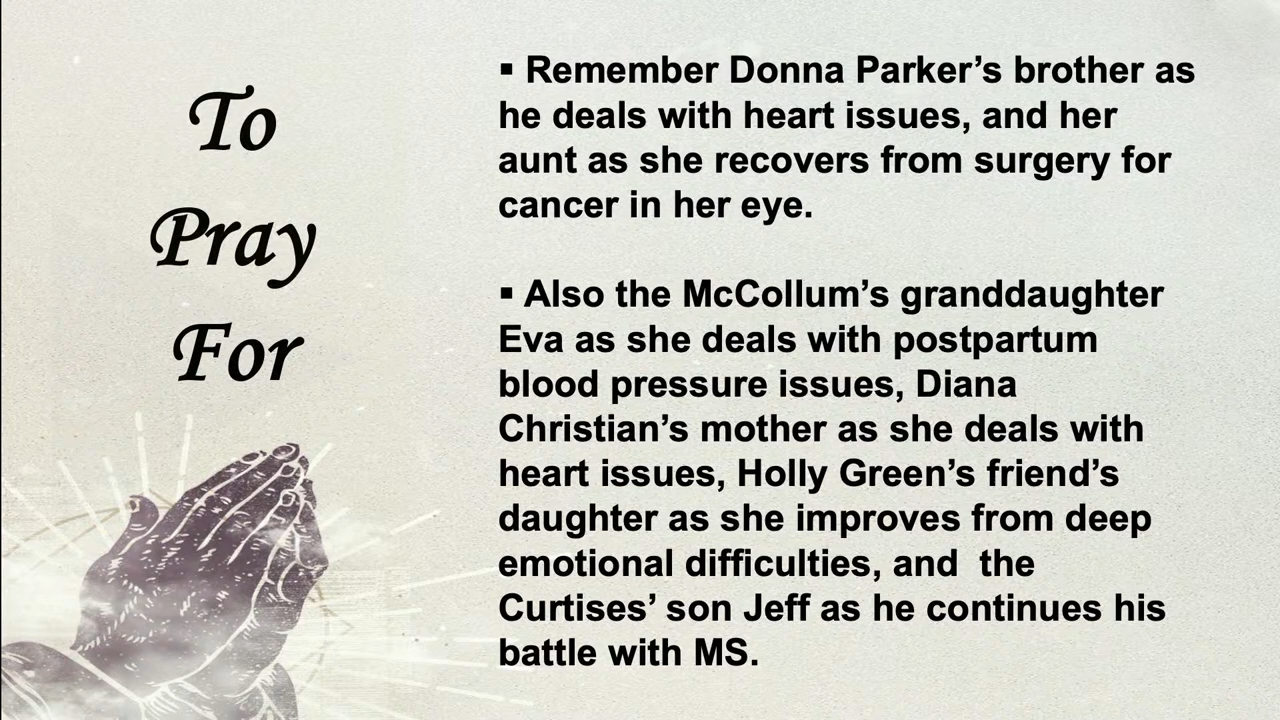 To
Pray
For
▪ Remember Donna Parker’s brother as
he deals with heart issues, and her
aunt as she recovers from surgery for
cancer in her eye.
▪ Also the McCollum’s granddaughter
Eva as she deals with postpartum
blood pressure issues, Diana
Christian’s mother as she deals with
heart issues, Holly Green’s friend’s
daughter as she improves from deep
emotional difficulties, and  the
Curtises’ son Jeff as he continues his
battle with MS.